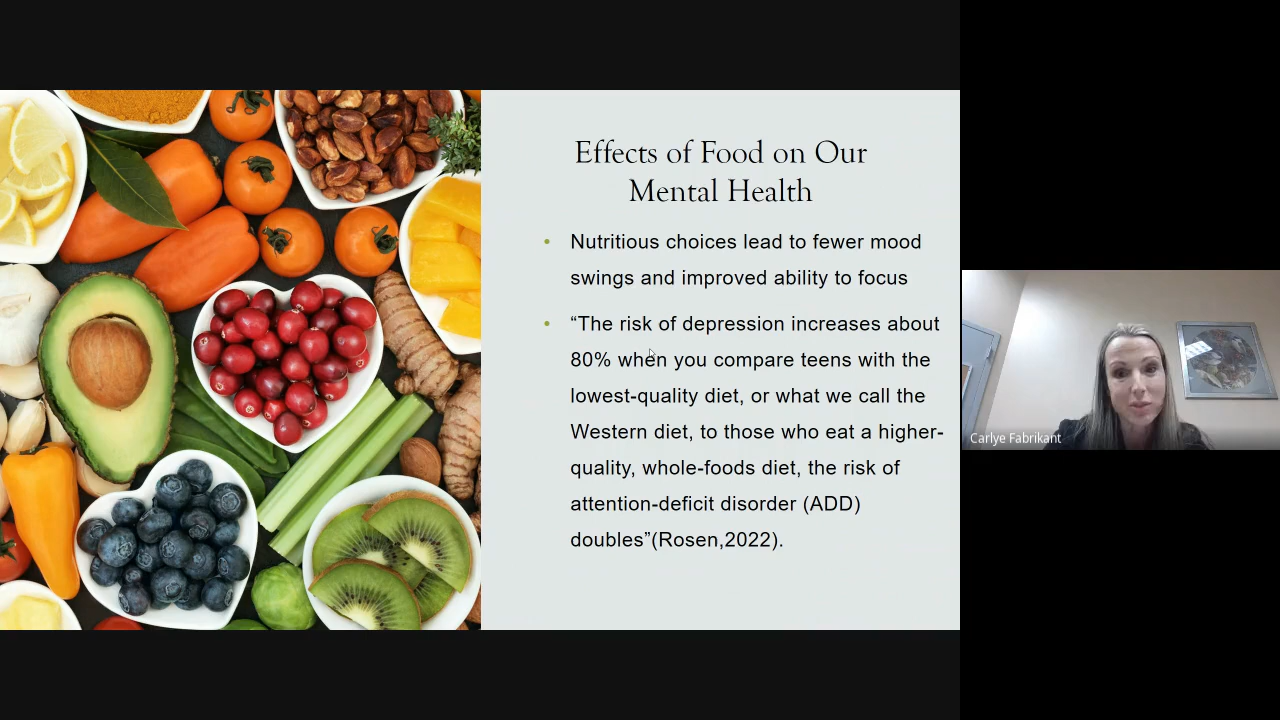 Effects of Food on Our
Mental Health
• Nutritious choices lead to fewer mood
swings and improved ability to focus
• “The risk of depression increases about
80% when you compare teens with the
lowest-quality diet, or what we call the
Western diet, to those who eat a higher-
quality, whole-foods diet, the risk of
attention-deficit disorder (ADD)
doubles”(Rosen,2022).
Carlye Fabrikant